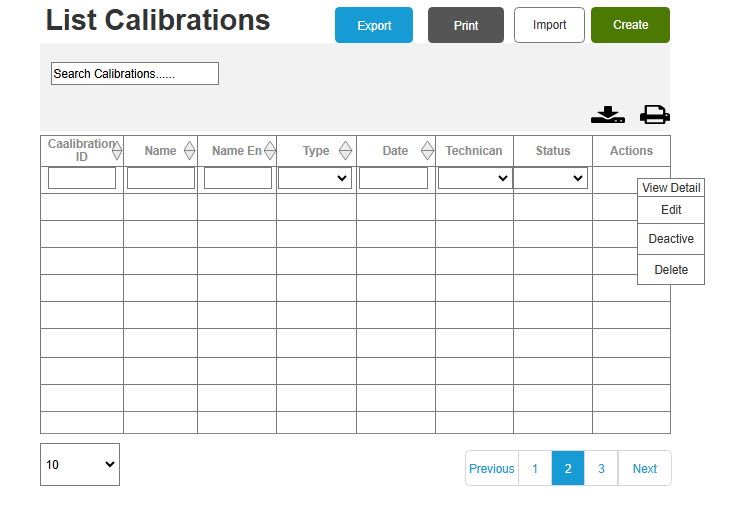 List Calibrations
Export
Print
Import
Create
Search Calibrations......
Caalibration
ID
Name
Name En
Type
Date
Technican
Status
Actions
View Detail
Edit
Deactive
Delete
10
Previous
1
2
3
Next